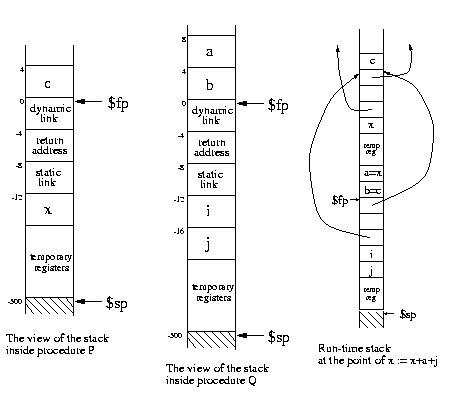 4
c
0
$fp
dynamic
link
-4
return
address
-8
static
link
-12
x
temporary
registers
-300
$sp
The view of the stack
inside procedure P
8
a
4
b
0
$fp
dynamic
link
-4
return
address
-8
static
link
-12
i
-16
j
temporary
registers
-300
$sp
The view of the stack
inside procedure Q
c
x
temp
reg
a=x
b=c
$fp
i
j
temp
reg
$sp
Run-time stack
at the point of x := x+a+j